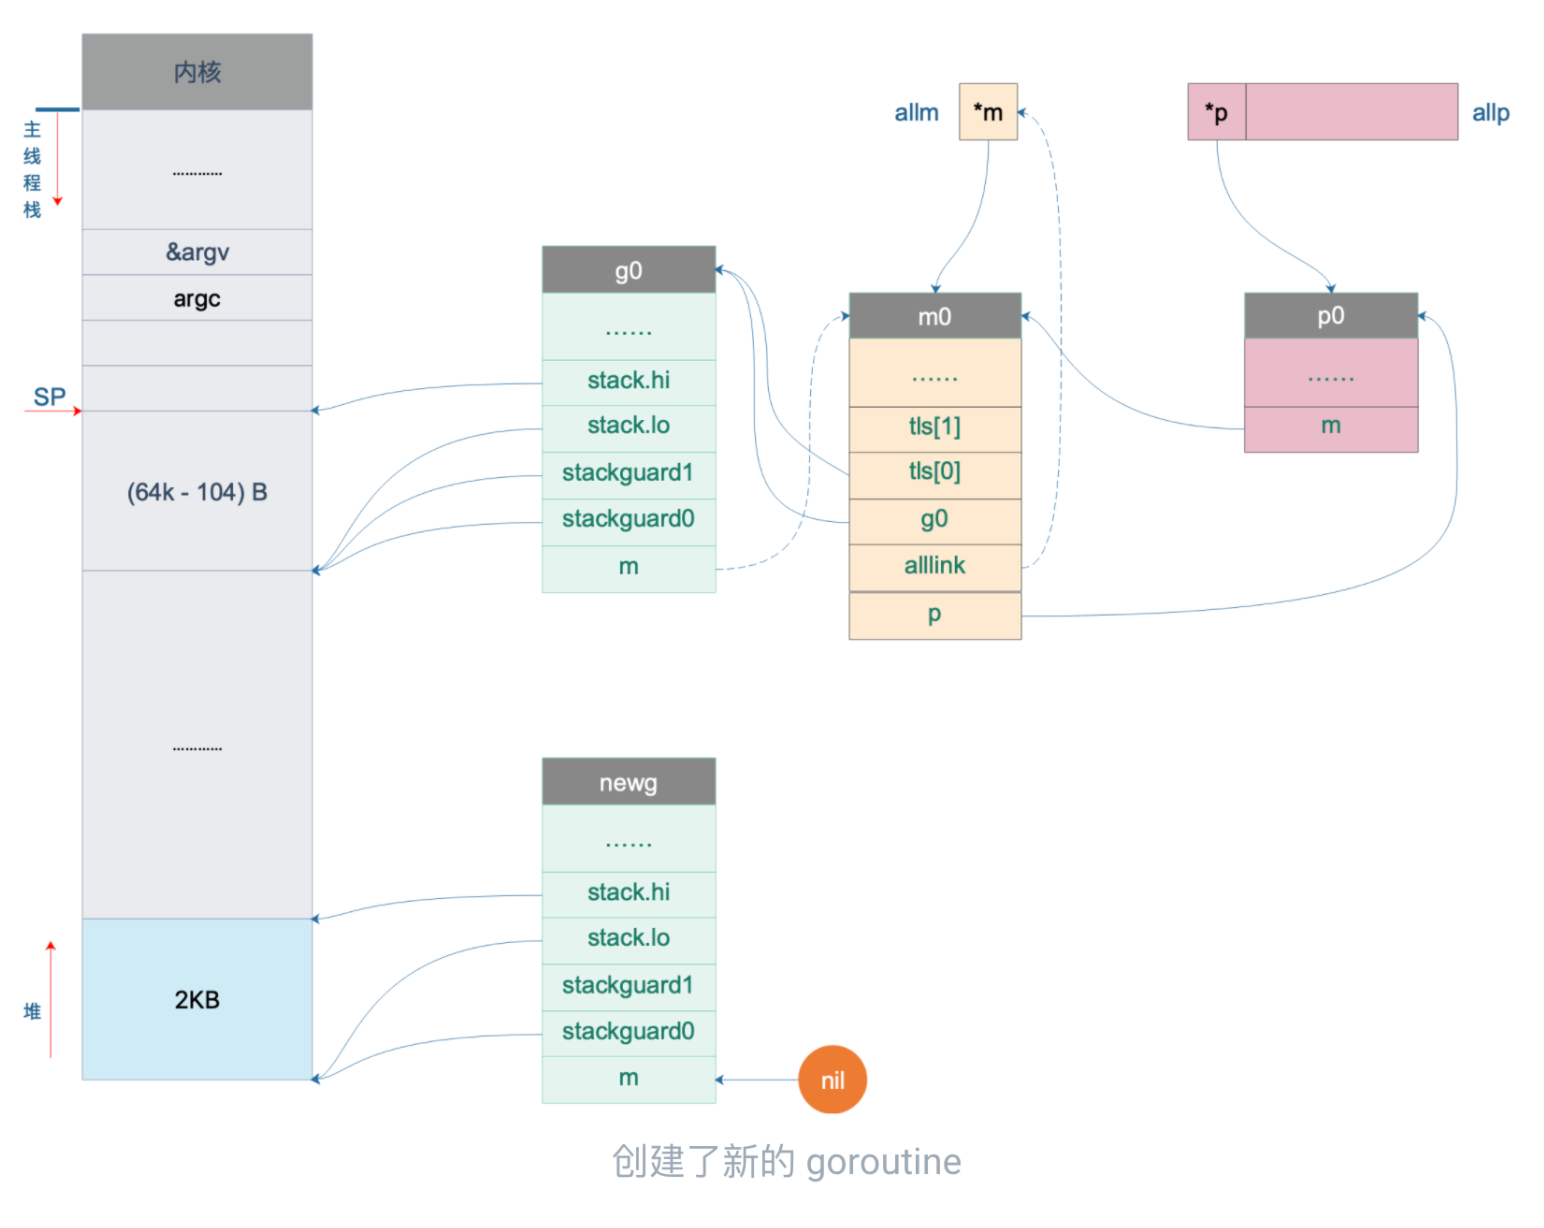 内核
主线程栈
…………
&argv
argc
SP
(64k - 104) B
…………
堆
2KB
g0
……
stack.hi
stack.lo
stackguard1
stackguard0
m
allm
*m
m0
……
tls[1]
tls[0]
g0
alllink
p
*p
allp
p0
……
m
newg
……
stack.hi
stack.lo
stackguard1
stackguard0
m
nil
创建了新的 goroutine